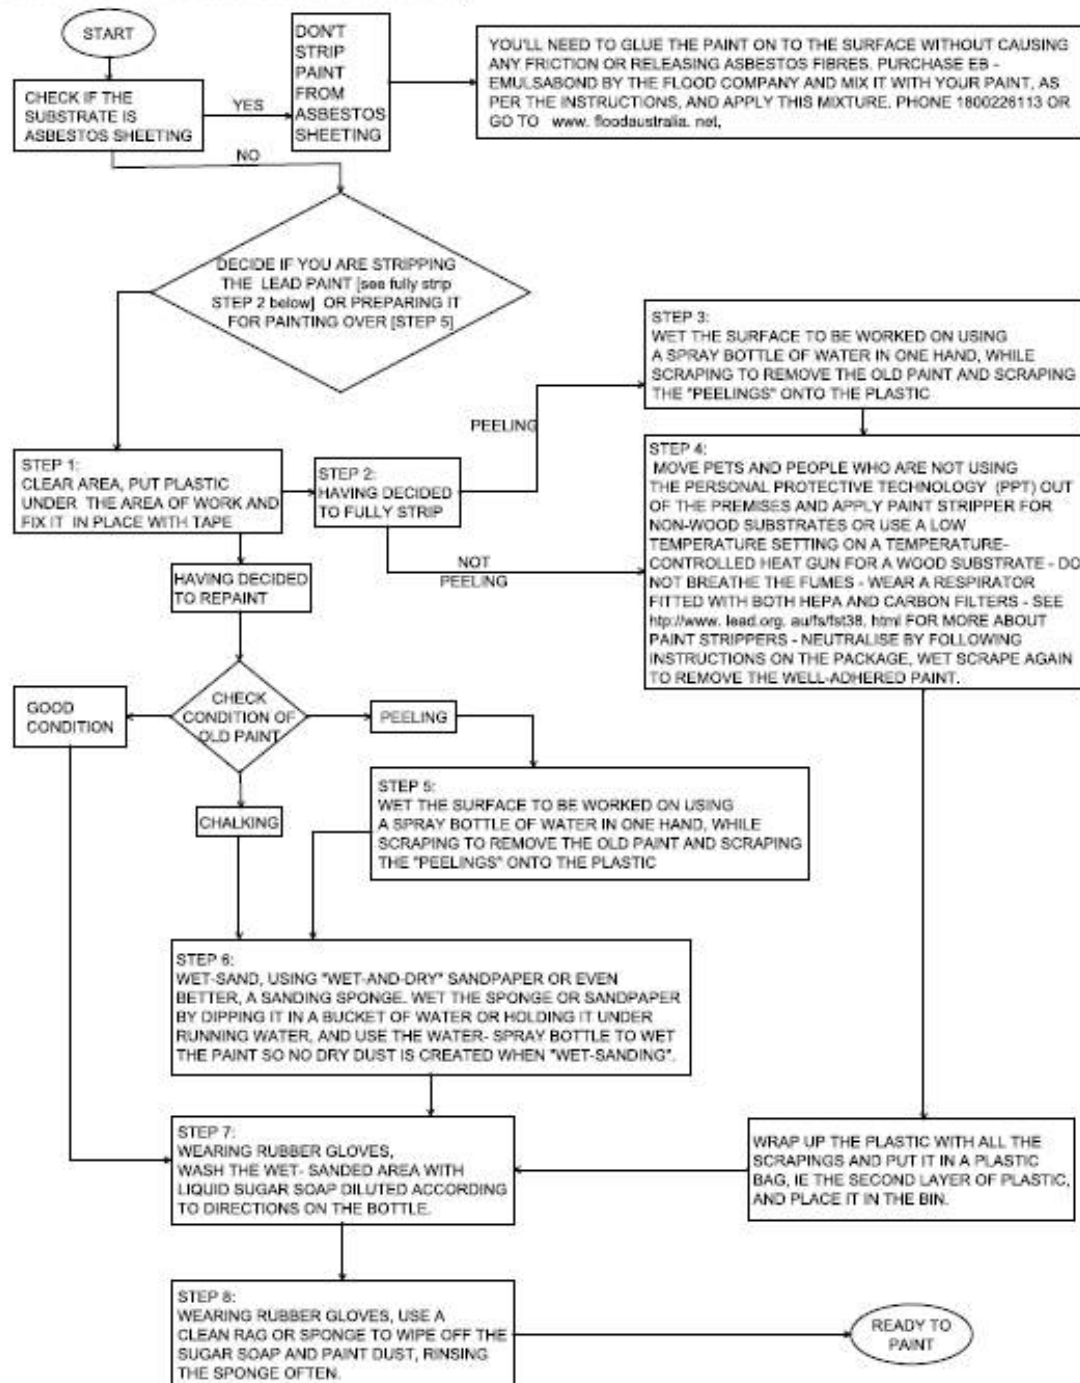 START
CHECK IF THE
SUBSTRATE IS
ASBESTOS SHEETING
YES
DON'T
STRIP
PAINT
FROM
ASBESTOS
SHEETING
YOU'LL NEED TO GLUE THE PAINT ON TO THE SURFACE WITHOUT CAUSING
ANY FRICTION OR RELEASING ASBESTOS FIBRES. PURCHASE EB -
EMULSABOND BY THE FLOOD COMPANY AND MIX IT WITH YOUR PAINT, AS
PER THE INSTRUCTIONS, AND APPLY THIS MIXTURE. PHONE 1800226113 OR
GO TO www. floodaustralia. net,
NO
DECIDE IF YOU ARE STRIPPING
THE LEAD PAINT [see fully strip
STEP 2 below] OR PREPARING IT
FOR PAINTING OVER [STEP 5]
STEP 1:
CLEAR AREA, PUT PLASTIC
UNDER THE AREA OF WORK AND
FIX IT IN PLACE WITH TAPE
STEP 2:
HAVING DECIDED
TO FULLY STRIP
PEELING
STEP 3:
WET THE SURFACE TO BE WORKED ON USING
A SPRAY BOTTLE OF WATER IN ONE HAND, WHILE
SCRAPING TO REMOVE THE OLD PAINT AND SCRAPING
THE "PEELINGS" ONTO THE PLASTIC
NOT
PEELING
STEP 4:
MOVE PETS AND PEOPLE WHO ARE NOT USING
THE PERSONAL PROTECTIVE TECHNOLOGY (PPT) OUT
OF THE PREMISES AND APPLY PAINT STRIPPER FOR
NON-WOOD SUBSTRATES OR USE A LOW
TEMPERATURE SETTING ON A TEMPERATURE-
CONTROLLED HEAT GUN FOR A WOOD SUBSTRATE - DO
NOT BREATHE THE FUMES - WEAR A RESPIRATOR
FITTED WITH BOTH HEPA AND CARBON FILTERS - SEE
htp://www. lead.org. au/fs/fst38. html FOR MORE ABOUT
PAINT STRIPPERS - NEUTRALISE BY FOLLOWING
INSTRUCTIONS ON THE PACKAGE, WET SCRAPE AGAIN
TO REMOVE THE WELL-ADHERED PAINT.
HAVING DECIDED
TO REPAINT
CHECK
CONDITION OF
OLD PAINT
GOOD
CONDITION
PEELING
CHALKING
STEP 5:
WET THE SURFACE TO BE WORKED ON USING
A SPRAY BOTTLE OF WATER IN ONE HAND, WHILE
SCRAPING TO REMOVE THE OLD PAINT AND SCRAPING
THE "PEELINGS" ONTO THE PLASTIC
STEP 6:
WET-SAND, USING "WET-AND-DRY" SANDPAPER OR EVEN
BETTER, A SANDING SPONGE. WET THE SPONGE OR SANDPAPER
BY DIPPING IT IN A BUCKET OF WATER OR HOLDING IT UNDER
RUNNING WATER, AND USE THE WATER- SPRAY BOTTLE TO WET
THE PAINT SO NO DRY DUST IS CREATED WHEN "WET-SANDING".
STEP 7:
WEARING RUBBER GLOVES,
WASH THE WET- SANDED AREA WITH
LIQUID SUGAR SOAP DILUTED ACCORDING
TO DIRECTIONS ON THE BOTTLE.
WRAP UP THE PLASTIC WITH ALL THE
SCRAPINGS AND PUT IT IN A PLASTIC
BAG, IE THE SECOND LAYER OF PLASTIC,
AND PLACE IT IN THE BIN.
STEP 8:
WEARING RUBBER GLOVES, USE A
CLEAN RAG OR SPONGE TO WIPE OFF THE
SUGAR SOAP AND PAINT DUST, RINSING
THE SPONGE OFTEN.
READY TO
PAINT